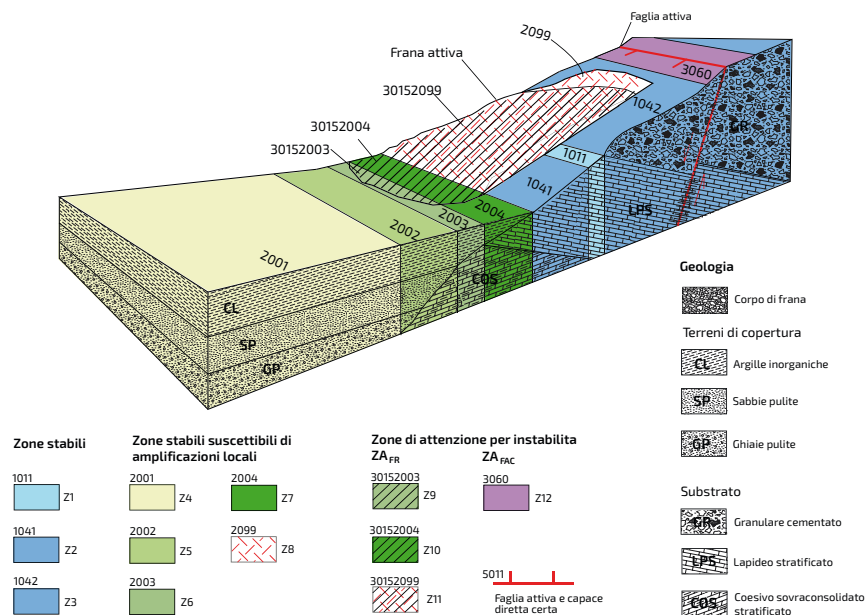 Faglia attiva
2099
Frana attiva
3060
30152099
1042
GR
30152004
30152003
1011
1041
2004
LPS
2003
2002
2001
COS
CL
SP
GP
Geologia
Corpo di frana
Terreni di copertura
CL Argille inorganiche
SP Sabbie pulite
GP Ghiaie pulite
Substrato
GR Granulare cementato
LPS Lapideo stratificato
COS Coesivo sovraconsolidato
stratificato
Zone stabili
1011
Z1
1041
Z2
1042
Z3
Zone stabili suscettibili di
amplificazioni locali
2001
Z4
2002
Z5
2003
Z6
2004
Z7
2099
Z8
Zone di attenzione per instabilita
ZA FR
30152003
Z9
30152004
Z10
30152099
Z11
ZA FAC
3060
Z12
5011
Faglia attiva e capace
diretta certa